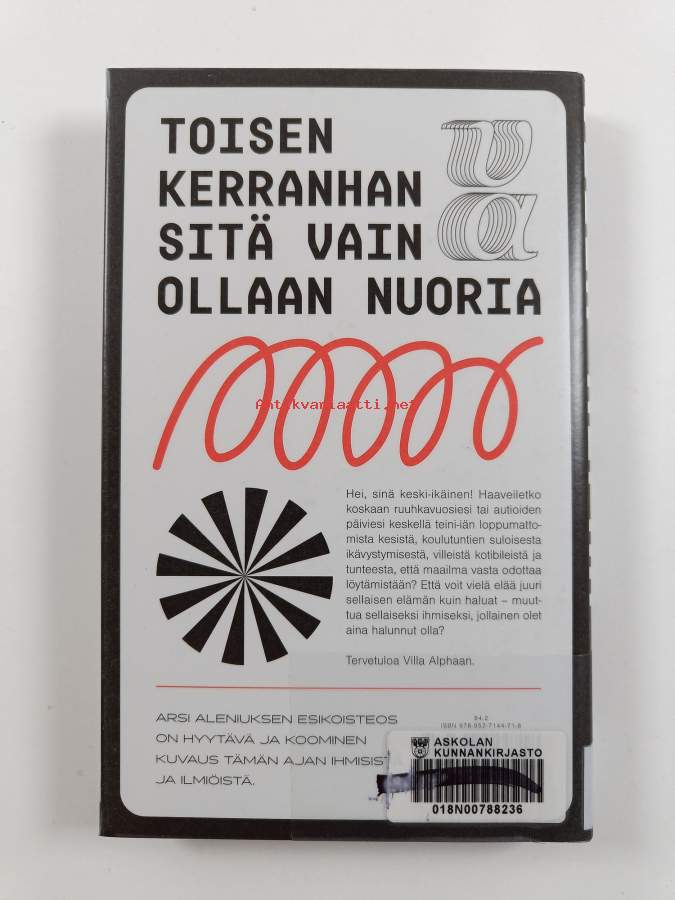 TOISEN
KERRANHAN
SITÄ VAIN
OLLAAN NUORIA
va
Antikvariaatti.net
Hei, sinä keski-ikäinen! Haaveiletko
koskaan ruuhkavuosiesi tai autioiden
päiviesi keskellä teini-iän loppumatto-
mista kesistä, koulutuntien suloisesta
ikävystymisestä, villeistä kotibileistä ja
tunteesta, että maailma vasta odottaa
löytämistään? Että voit vielä elää juuri
sellaisen elämän kuin haluat – muut-
tua sellaiseksi ihmiseksi, jollainen olet
aina halunnut olla?
Tervetuloa Villa Alphaan.
ARSI ALENIUKSEN ESIKOISTEOS
ON HYYTÄVÄ JA KOOMINEN
KUVAUS TÄMÄN AJAN IHMISISTÄ
JA ILMIÖISTÄ.
84.2
ISBN 978-952-7144-71-8
ASKOLAN
KUNNANKIRJASTO
018N00788236